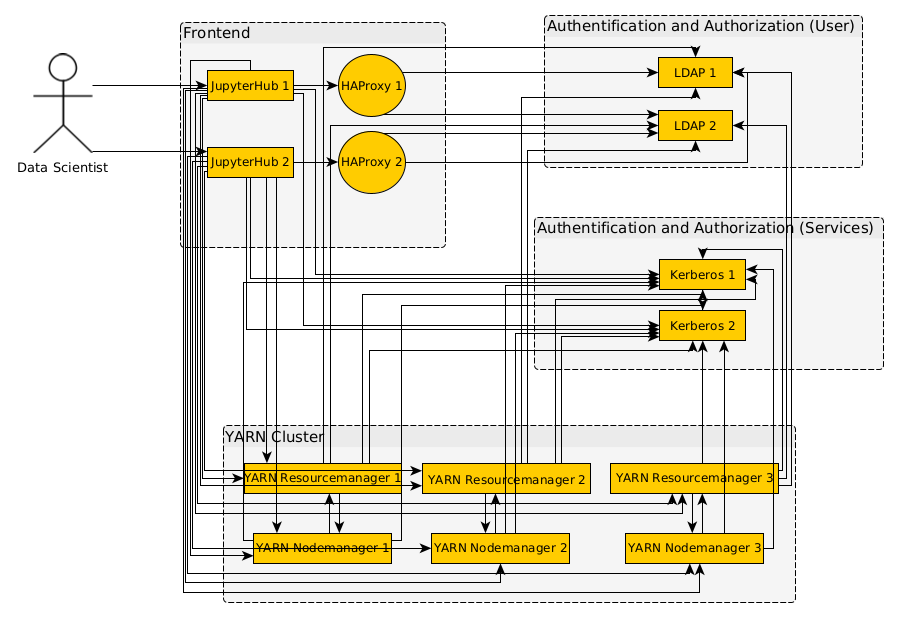 Frontend
Authentification and Authorization (User)
JupyterHub 1
HAProxy 1
LDAP 1
LDAP 2
JupyterHub 2
HAProxy 2
Data Scientist
Authentification and Authorization (Services)
Kerberos 1
Kerberos 2
YARN Cluster
YARN Resourcemanager 1
YARN Resourcemanager 2
YARN Resourcemanager 3
YARN Nodemanager 1
YARN Nodemanager 2
YARN Nodemanager 3